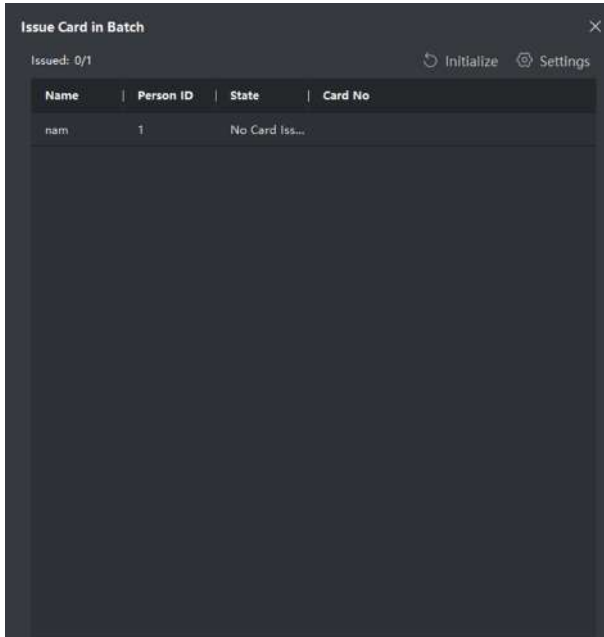 Issue Card in Batch
Issued: 0/1 Initialize Settings
Name | Person ID | State | Card No
nam 1 No Card Iss...